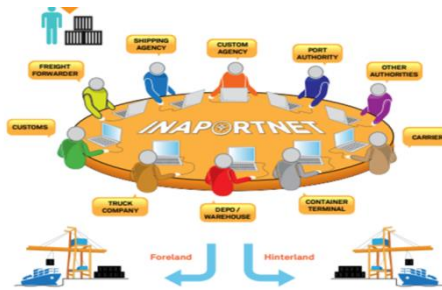 SHIPPING AGENCY
CUSTOM AGENCY
PORT AUTHORITY
FREIGHT FORWARDER
OTHER AUTHORITIES
CUSTOMS
INAPORTNET
CARRIER
TRUCK COMPANY
DEPO / WAREHOUSE
CONTAINER TERMINAL
Foreland
Hinterland